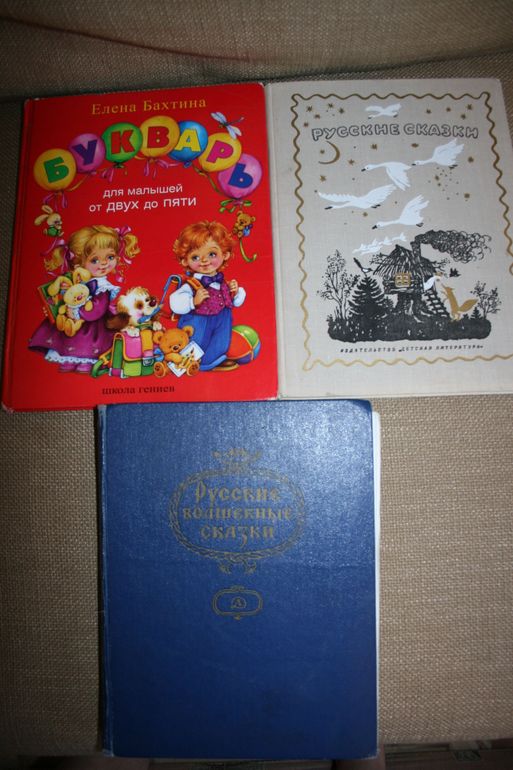 Елена Бахтина
БУКВАРЬ
для малышей
от двух до пяти
школа гениев
РУССКИЕ СКАЗКИ
ИЗДАТЕЛЬСТВО „ДЕТСКАЯ ЛИТЕРАТУРА"
Русские
волшебные
сказки